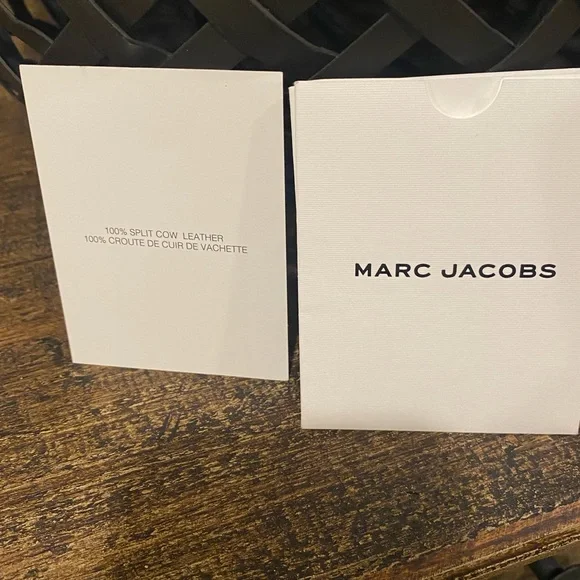 100% SPLIT COW LEATHER
100% CROUTE DE CUIR DE VACHETTE
MARC JACOBS